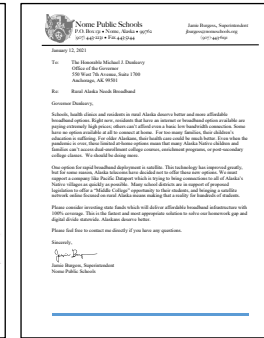 Nome Public Schools
P.O. Box 131 • Nome, Alaska • 99762
907-443-2231 • Fax 443-5144
Jamie Burgess, Superintendent
jburgess@nomeschools.org
January 12, 2021
To: The Honorable Michael J. Dunleavy
Office of the Governor
550 West 7th Avenue, Suite 1700
Anchorage, AK 99501
Re: Rural Alaska Needs Broadband
Governor Dunleavy,
Schools, health clinics and residents in rural Alaska deserve better and more affordable
broadband options. Right now, residents that have an internet or broadband option available are
paying extremely high prices; others can't afford even a basic low bandwidth connection. Some
have no option available at all to connect at home. For too many families, their children's
education is suffering. For older Alaskans, their health care could be much better. Even when the
pandemic is over, these limited at-home options mean that many Alaska Native children and
families can't access dual-enrollment college courses, enrichment programs, or post-secondary
college classes. We should be doing more.
One option for rapid broadband deployment is satellite. This technology has improved greatly,
but for some reason, Alaska telecoms have decided not to offer these new options. We must
support a company like Pacific Dataport which is trying to bring connections to all of Alaska's
Native villages as quickly as possible. Many school districts are in support of proposed
legislation to offer a "Middle College" opportunity to their students, and bringing a satellite
network online focused on rural Alaska means making that a reality for hundreds of students.
Please consider investing state funds which will deliver affordable broadband infrastructure with
100% coverage. This is the fastest and most appropriate solution to solve our homework gap and
digital divide statewide. Alaskans deserve better.
Please feel free to contact me directly if you have any questions.
Sincerely,
Jamie Burgess, Superintendent
Nome Public Schools